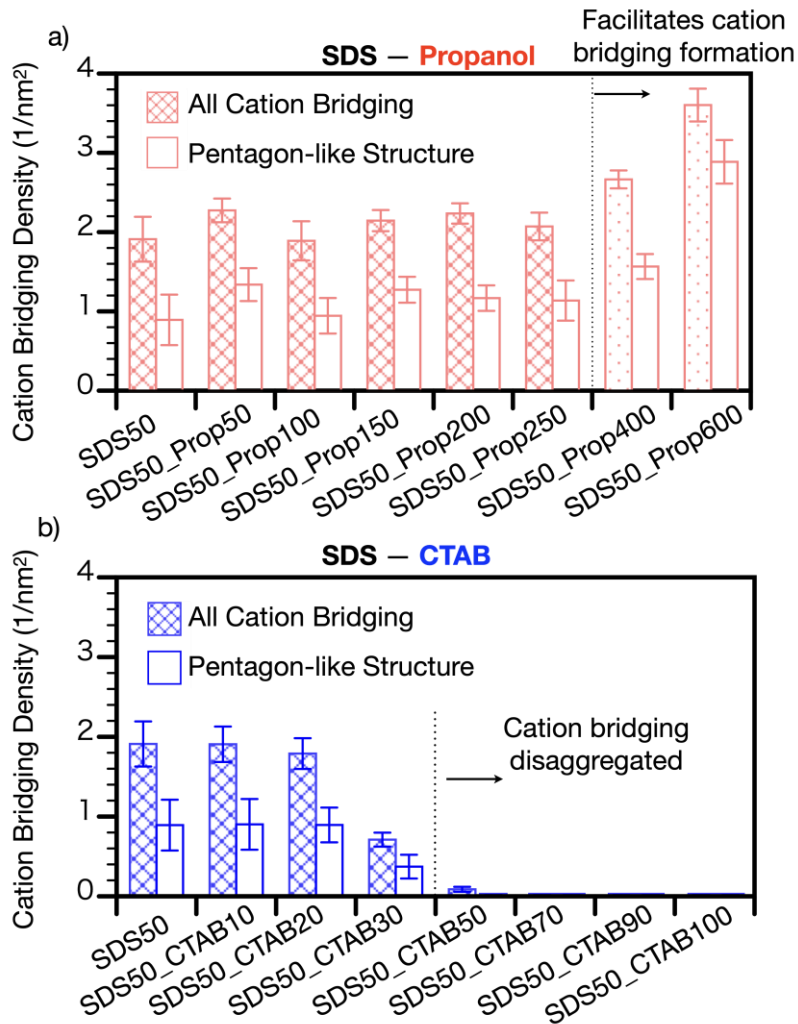 a)
SDS — Propanol
Facilitates cation
bridging formation
Cation Bridging Density (1/nm²)
4
3
2
1
0
All Cation Bridging
Pentagon-like Structure
SDS50
SDS50_Prop50
SDS50_Prop100
SDS50_Prop150
SDS50_Prop200
SDS50_Prop250
SDS50_Prop400
SDS50_Prop600
b)
SDS — CTAB
Cation Bridging Density (1/nm²)
4
3
2
1
0
All Cation Bridging
Pentagon-like Structure
Cation bridging
disaggregated
SDS50
SDS50_CTAB10
SDS50_CTAB20
SDS50_CTAB30
SDS50_CTAB50
SDS50_CTAB70
SDS50_CTAB90
SDS50_CTAB100